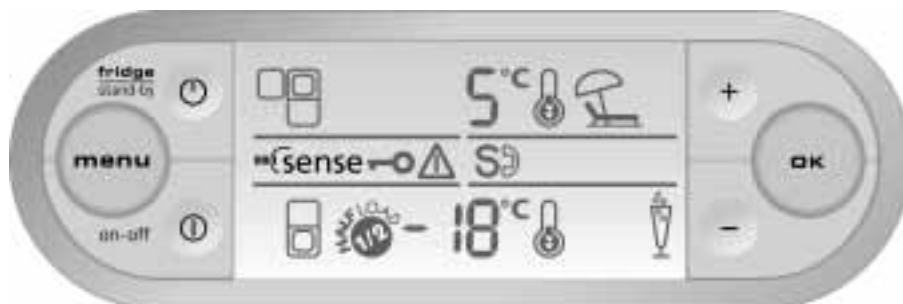 fridge
stand-by
5°C
+
menu
sense
S
OK
on-off
HALF LOAD
1/2
-18°C
−